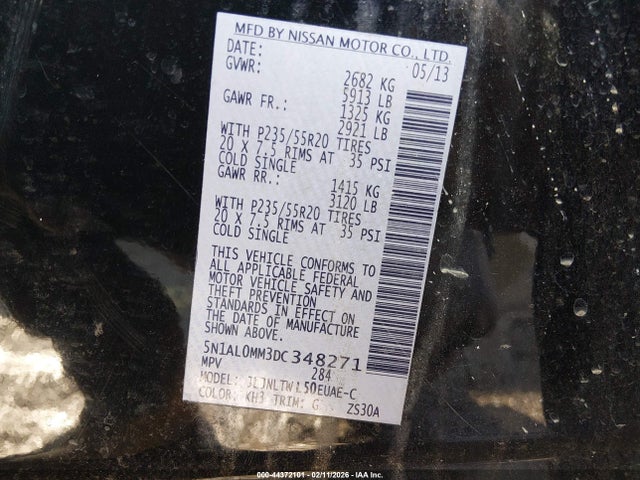 MFD BY NISSAN MOTOR CO., LTD.
DATE: 05/13
GVWR: 2682 KG
5913 LB
GAWR FR.: 1325 KG
2921 LB
WITH P235/55R20 TIRES
20 X 7.5 RIMS AT 35 PSI
COLD SINGLE
GAWR RR.: 1415 KG
3120 LB
WITH P235/55R20 TIRES
20 X 7.5 RIMS AT 35 PSI
COLD SINGLE
THIS VEHICLE CONFORMS TO
ALL APPLICABLE FEDERAL
MOTOR VEHICLE SAFETY AND
THEFT PREVENTION
STANDARDS IN EFFECT ON
THE DATE OF MANUFACTURE
SHOWN ABOVE.
5N1AL0MM3DC348271
MPV 284
MODEL:
COLOR: KH3 TRIM: G ZS30A
000-44372101 - 02/11/2026 - IAA Inc.